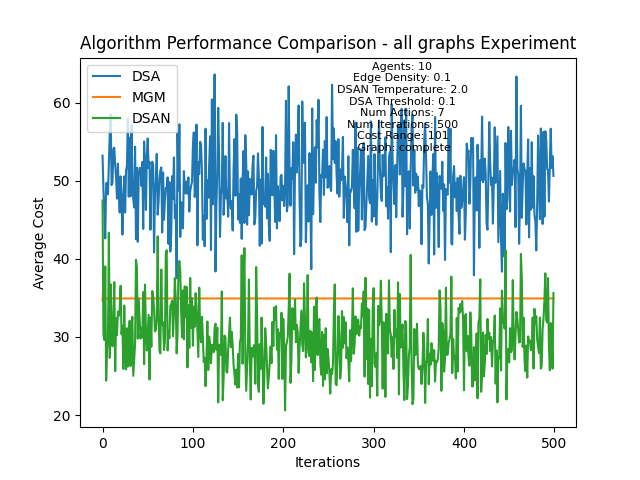 Algorithm Performance Comparison - all graphs Experiment
DSA
MGM
DSAN
Agents: 10
Edge Density: 0.1
DSAN Temperature: 2.0
DSA Threshold: 0.1
Num Actions: 7
Num Iterations: 500
Cost Range: 101
Graph: complete
Average Cost
60
50
40
30
20
0
100
200
300
400
500
Iterations